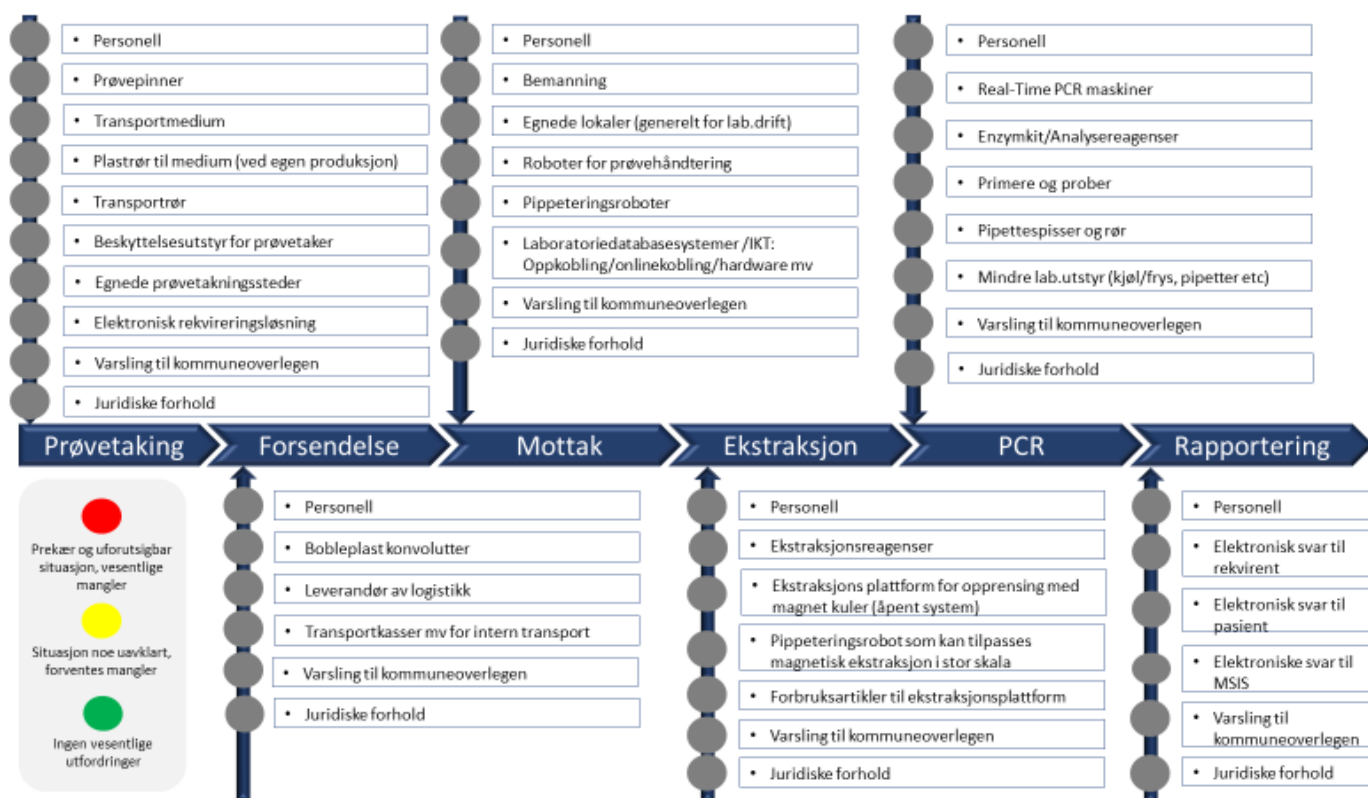 • Personell
• Prøvepinner
• Transportmedium
• Plastrør til medium (ved egen produksjon)
• Transportrør
• Beskyttelsesutstyr for prøvetaker
• Egnede prøvetakningssteder
• Elektronisk rekvireringsløsning
• Varsling til kommuneoverlegen
• Juridiske forhold
• Personell
• Bemanning
• Egnede lokaler (generelt for lab.drift)
• Roboter for prøvehåndtering
• Pippeteringsroboter
• Laboratoriedatabasesystemer /IKT:
Oppkobling/onlinekobling/hardware mv
• Varsling til kommuneoverlegen
• Juridiske forhold
• Personell
• Real-Time PCR maskiner
• Enzymkit/Analysereagenser
• Primere og prober
• Pipettespisser og rør
• Mindre lab.utstyr (kjøl/frys, pipetter etc)
• Varsling til kommuneoverlegen
• Juridiske forhold
Prøvetaking
Forsendelse
Mottak
Ekstraksjon
PCR
Rapportering
Prekær og uforutsigbar
situasjon, vesentlige
mangler
Situasjon noe uavklart,
forventes mangler
Ingen vesentlige
utfordringer
• Personell
• Bobleplast konvolutter
• Leverandør av logistikk
• Transportkasser mv for intern transport
• Varsling til kommuneoverlegen
• Juridiske forhold
• Personell
• Ekstraksjonsreagenser
• Ekstraksjons plattform for opprensing med
magnet kuler (åpent system)
• Pippeteringsrobot som kan tilpasses
magnetisk ekstraksjon i stor skala
• Forbruksartikler til ekstraksjonsplattform
• Varsling til kommuneoverlegen
• Juridiske forhold
• Personell
• Elektronisk svar til
rekvirent
• Elektronisk svar til
pasient
• Elektroniske svar til
MSIS
• Varsling til
kommuneoverlegen
• Juridiske forhold